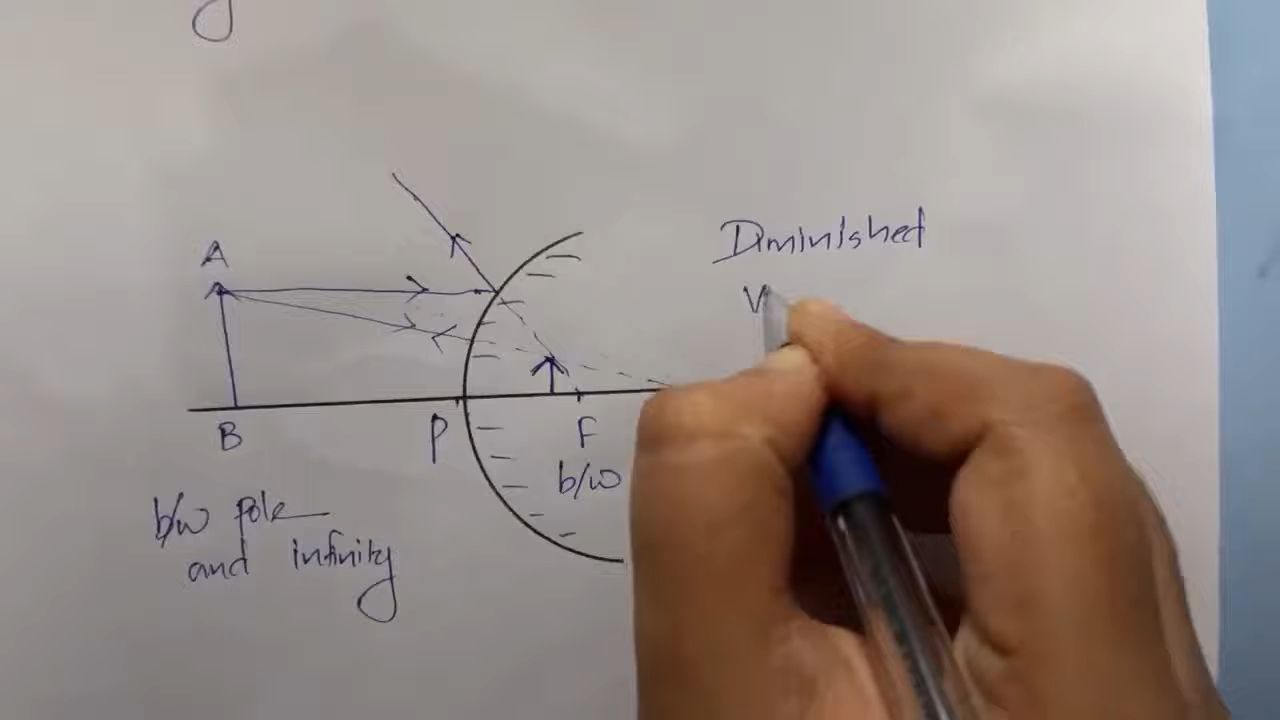 Diminished
V
A
P
F
B
b/w
b/w pole
and infinity